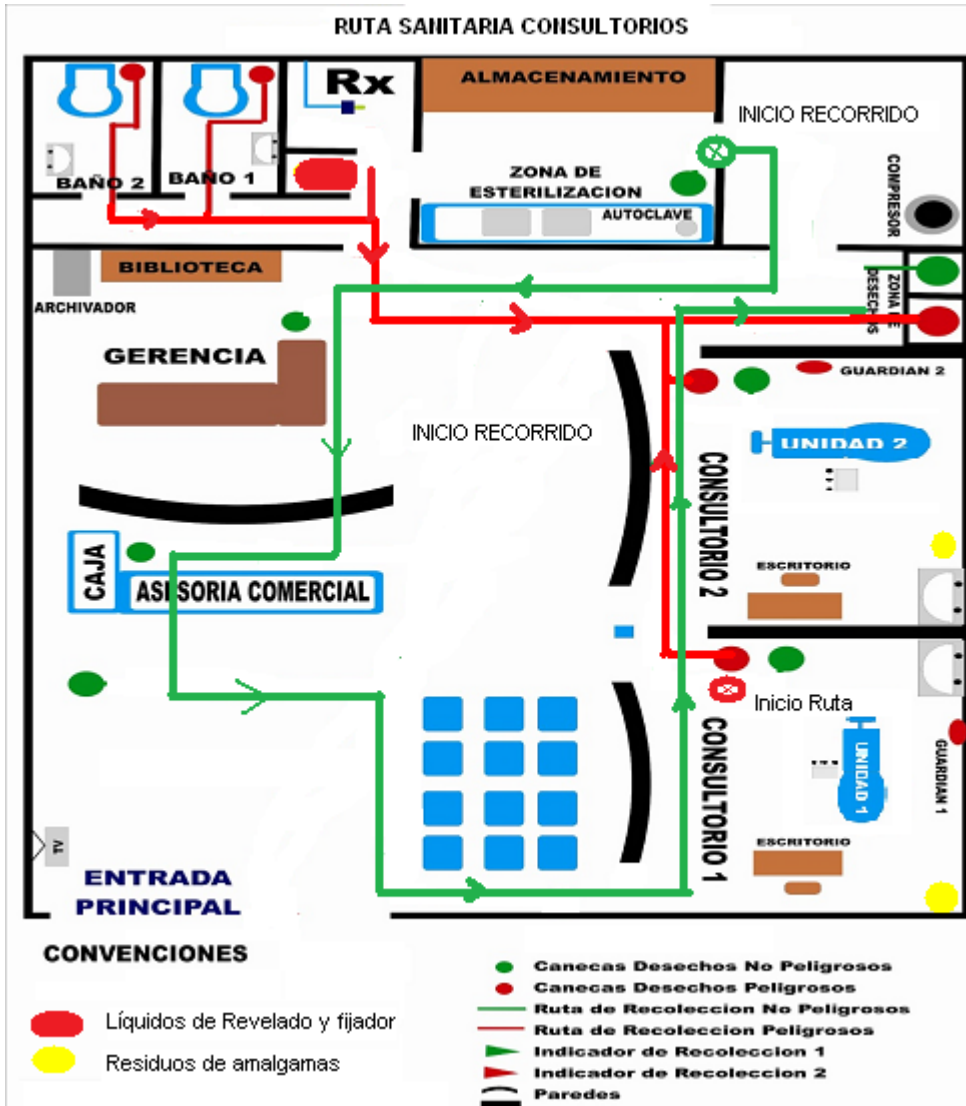 RUTA SANITARIA CONSULTORIOS
Rx
ALMACENAMIENTO
INICIO RECORRIDO
BAÑO 2
BAÑO 1
ZONA DE
ESTERILIZACION
AUTOCLAVE
COMPRESOR
BIBLIOTECA
ARCHIVADOR
ZONA DE
DESECHOS
GERENCIA
GUARDIAN 2
INICIO RECORRIDO
UNIDAD 2
CONSULTORIO 2
CAJA
ASESORIA COMERCIAL
ESCRITORIO
Inicio Ruta
CONSULTORIO 1
UNIDAD 1
GUARDIAN 1
TV
ESCRITORIO
ENTRADA
PRINCIPAL
CONVENCIONES
Líquidos de Revelado y fijador
Residuos de amalgamas
Canecas Desechos No Peligrosos
Canecas Desechos Peligrosos
Ruta de Recoleccion No Peligrosos
Ruta de Recoleccion Peligrosos
Indicador de Recoleccion 1
Indicador de Recoleccion 2
Paredes